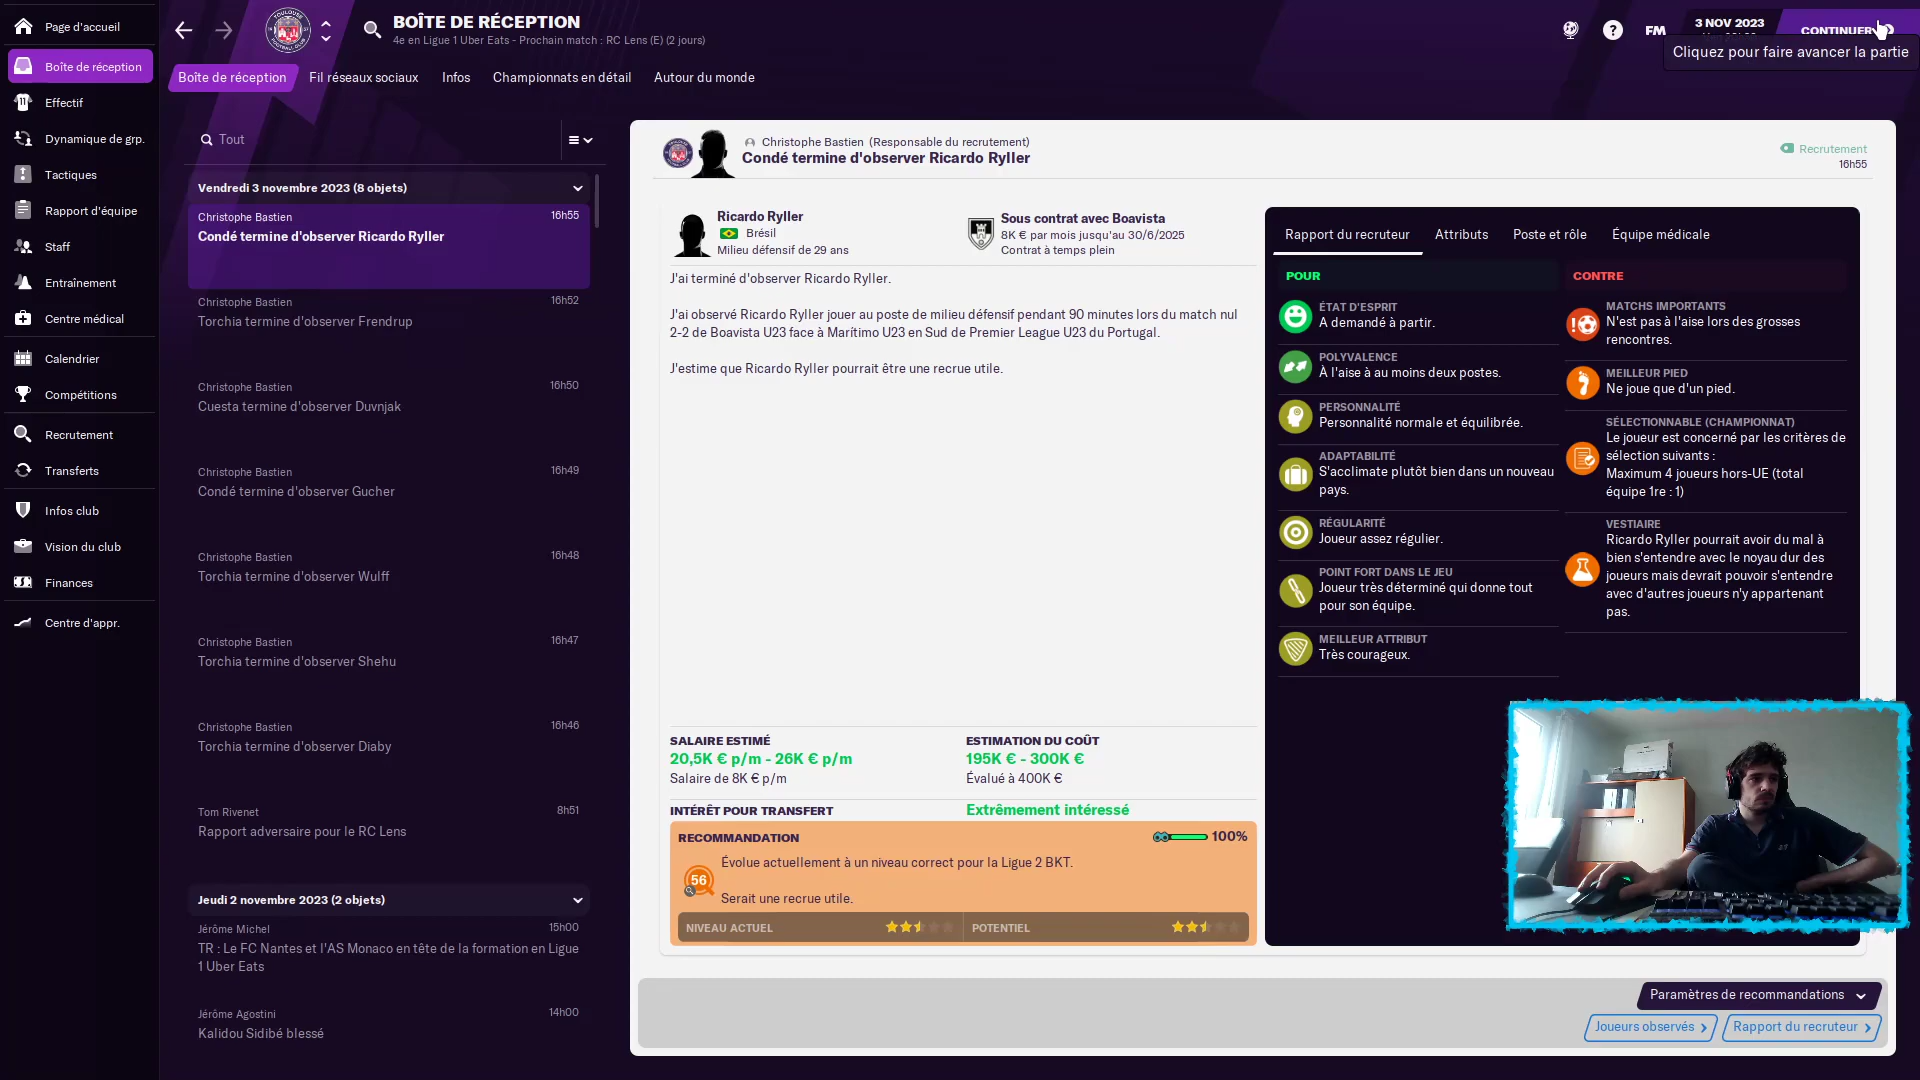 Page d'accueil
Boîte de réception
Effectif
Dynamique de grp.
Tactiques
Rapport d'équipe
Staff
Entraînement
Centre médical
Calendrier
Compétitions
Recrutement
Transferts
Infos club
Vision du club
Finances
Centre d'appr.
BOÎTE DE RÉCEPTION
4e en Ligue 1 Uber Eats - Prochain match : RC Lens (E) (2 jours)
FM
3 NOV 2023
CONTINUER
Cliquez pour faire avancer la partie
Boîte de réception
Fil réseaux sociaux
Infos
Championnats en détail
Autour du monde
Tout
Vendredi 3 novembre 2023 (8 objets)
Christophe Bastien 16h55
Condé termine d'observer Ricardo Ryller
Christophe Bastien 16h52
Torchia termine d'observer Frendrup
Christophe Bastien 16h50
Cuesta termine d'observer Duvnjak
Christophe Bastien 16h49
Condé termine d'observer Gucher
Christophe Bastien 16h48
Torchia termine d'observer Wulff
Christophe Bastien 16h47
Torchia termine d'observer Shehu
Christophe Bastien 16h46
Torchia termine d'observer Diaby
Tom Rivenet 8h51
Rapport adversaire pour le RC Lens
Jeudi 2 novembre 2023 (2 objets)
Jérôme Michel 15h00
TR : Le FC Nantes et l'AS Monaco en tête de la formation en Ligue
1 Uber Eats
Jérôme Agostini 14h00
Kalidou Sidibé blessé
Christophe Bastien (Responsable du recrutement)
Condé termine d'observer Ricardo Ryller
Recrutement
16h55
Ricardo Ryller
Brésil
Milieu défensif de 29 ans
Sous contrat avec Boavista
8K € par mois jusqu'au 30/6/2025
Contrat à temps plein
J'ai terminé d'observer Ricardo Ryller.
J'ai observé Ricardo Ryller jouer au poste de milieu défensif pendant 90 minutes lors du match nul
2-2 de Boavista U23 face à Marítimo U23 en Sud de Premier League U23 du Portugal.
J'estime que Ricardo Ryller pourrait être une recrue utile.
SALAIRE ESTIMÉ
20,5K € p/m - 26K € p/m
Salaire de 8K € p/m
ESTIMATION DU COÛT
195K € - 300K €
Évalué à 400K €
INTÉRÊT POUR TRANSFERT
Extrêmement intéressé
RECOMMANDATION
100%
56
Évolue actuellement à un niveau correct pour la Ligue 2 BKT.
Serait une recrue utile.
NIVEAU ACTUEL
POTENTIEL
Rapport du recruteur
Attributs
Poste et rôle
Équipe médicale
POUR
ÉTAT D'ESPRIT
A demandé à partir.
POLYVALENCE
À l'aise à au moins deux postes.
PERSONNALITÉ
Personnalité normale et équilibrée.
ADAPTABILITÉ
S'acclimate plutôt bien dans un nouveau
pays.
RÉGULARITÉ
Joueur assez régulier.
POINT FORT DANS LE JEU
Joueur très déterminé qui donne tout
pour son équipe.
MEILLEUR ATTRIBUT
Très courageux.
CONTRE
MATCHS IMPORTANTS
N'est pas à l'aise lors des grosses
rencontres.
MEILLEUR PIED
Ne joue que d'un pied.
SÉLECTIONNABLE (CHAMPIONNAT)
Le joueur est concerné par les critères de
sélection suivants :
Maximum 4 joueurs hors-UE (total
équipe 1re : 1)
VESTIAIRE
Ricardo Ryller pourrait avoir du mal à
bien s'entendre avec le noyau dur des
joueurs mais devrait pouvoir s'entendre
avec d'autres joueurs n'y appartenant
pas.
Paramètres de recommandations
Joueurs observés
Rapport du recruteur